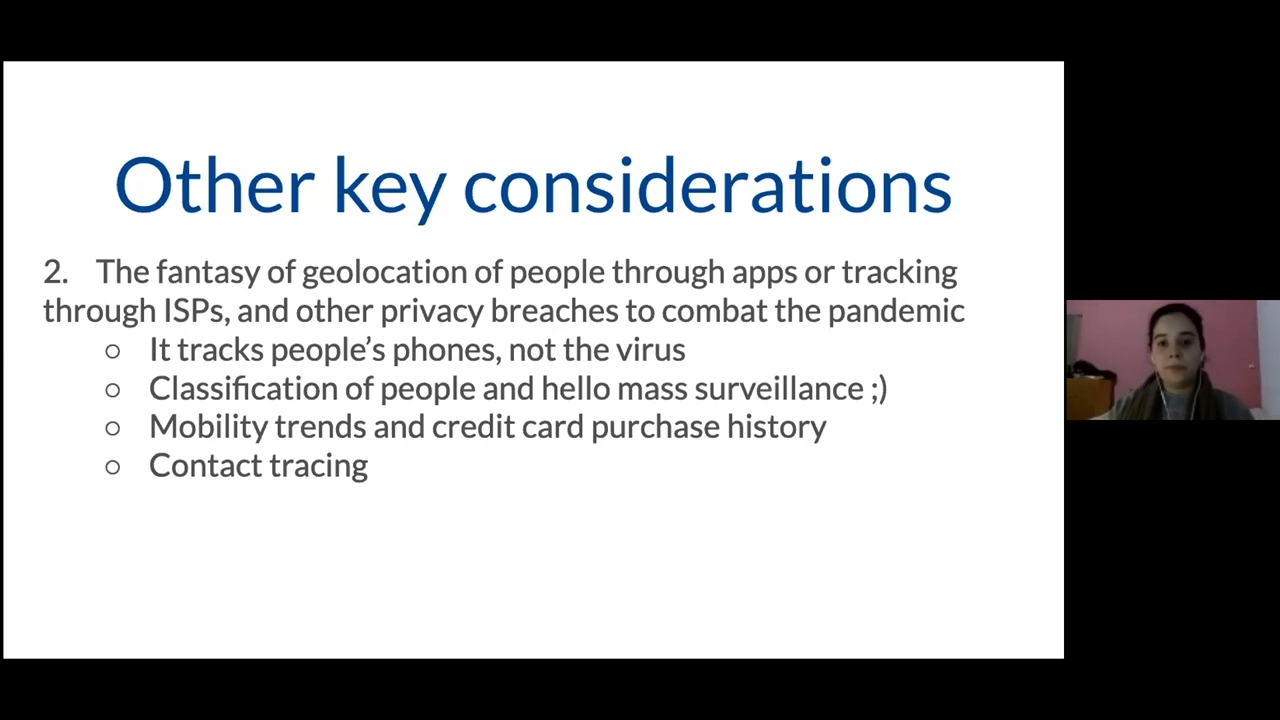 Other key considerations
2. The fantasy of geolocation of people through apps or tracking
through ISPs, and other privacy breaches to combat the pandemic
○ It tracks people’s phones, not the virus
○ Classification of people and hello mass surveillance ;)
○ Mobility trends and credit card purchase history
○ Contact tracing